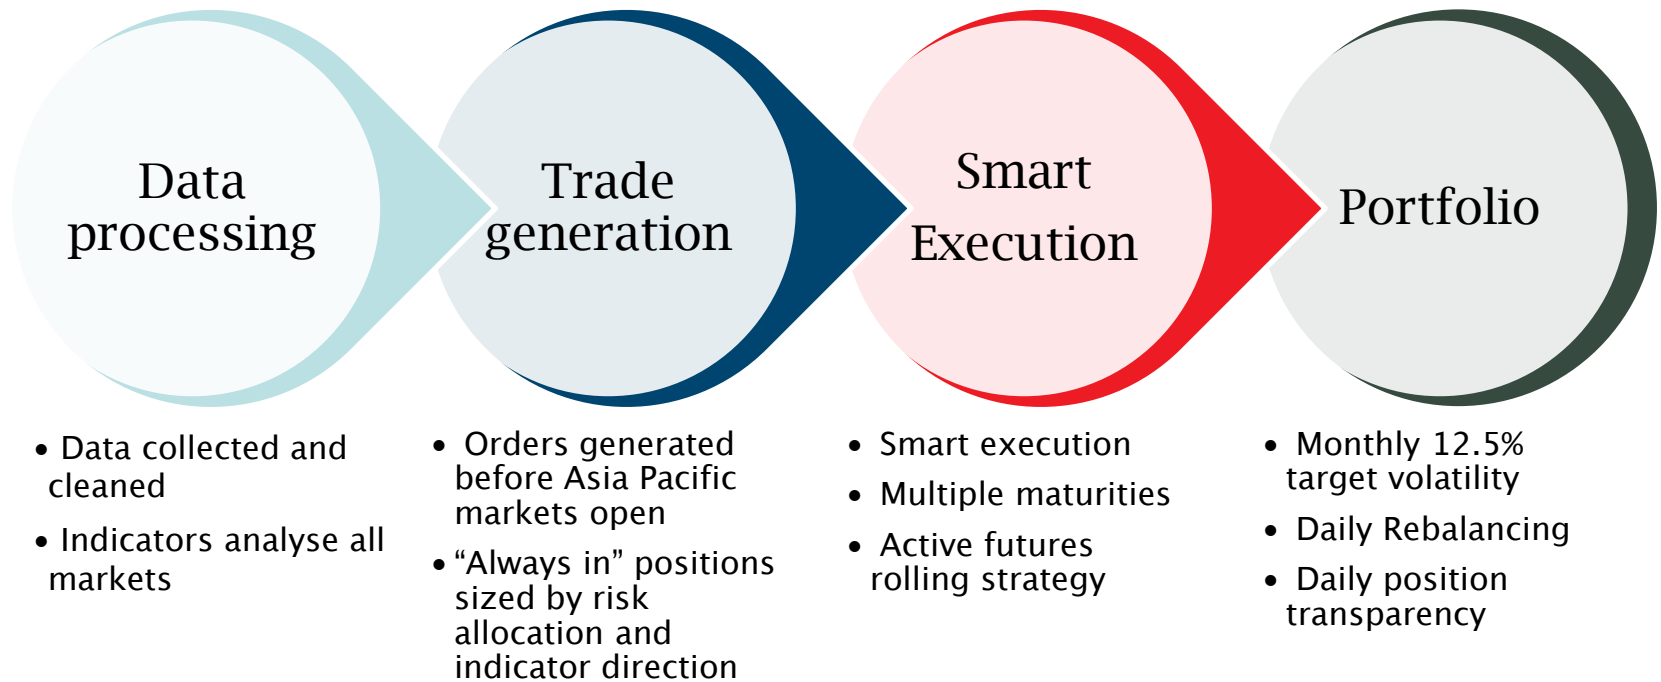 Data
processing
Trade
generation
Smart
Execution
Portfolio
• Data collected and
cleaned
• Indicators analyse all
markets
• Orders generated
before Asia Pacific
markets open
• “Always in” positions
sized by risk
allocation and
indicator direction
• Smart execution
• Multiple maturities
• Active futures
rolling strategy
• Monthly 12.5%
target volatility
• Daily Rebalancing
• Daily position
transparency